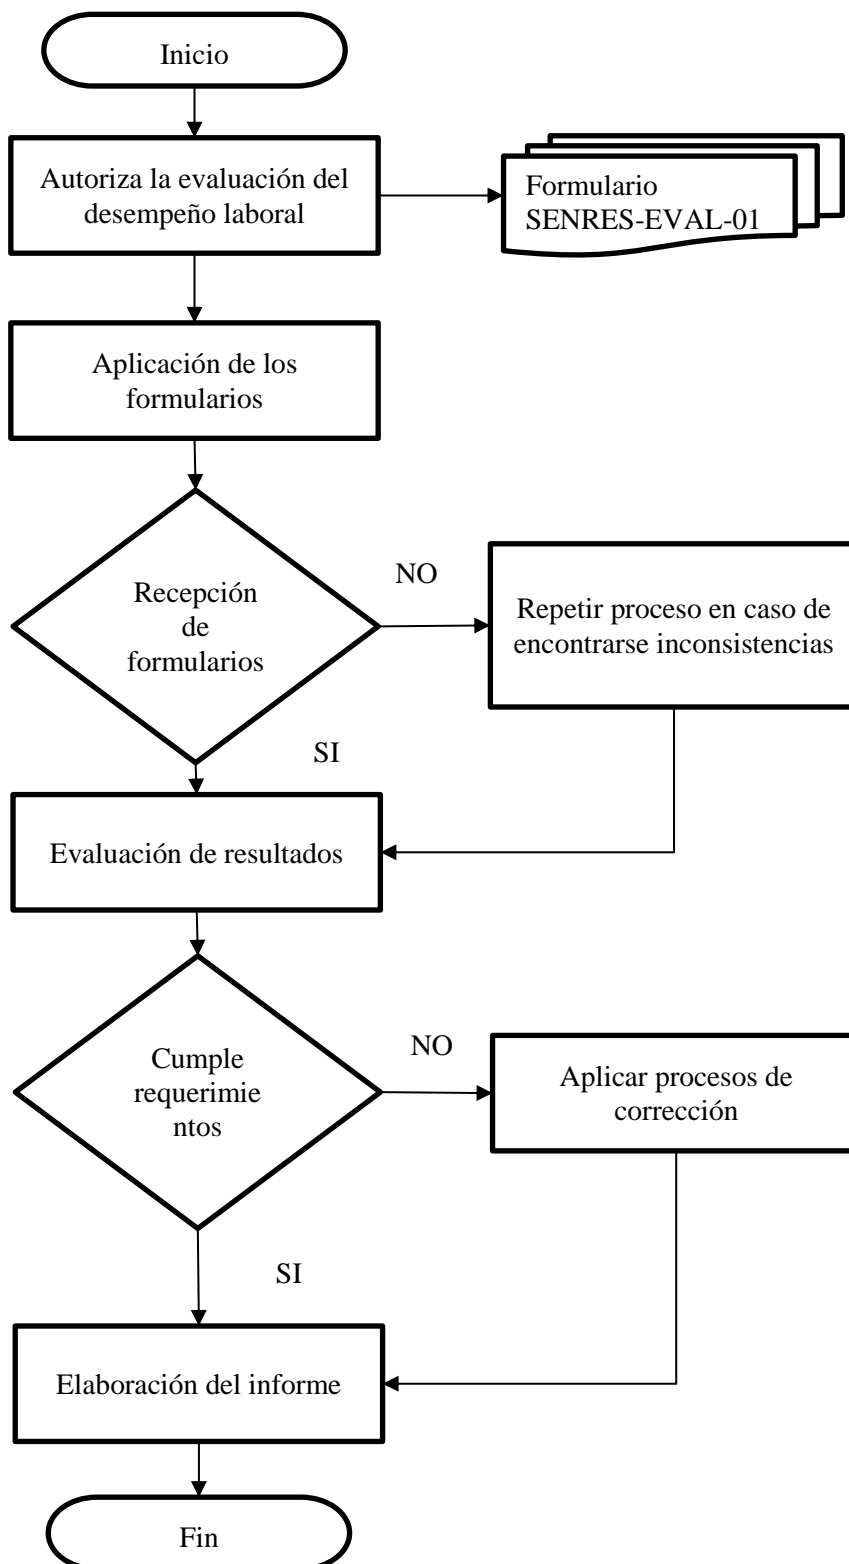 Inicio
Autoriza la evaluación del
desempeño laboral
Formulario
SENRES-EVAL-01
Aplicación de los
formularios
Recepción
de
formularios
NO
Repetir proceso en caso de
encontrarse inconsistencias
SI
Evaluación de resultados
Cumple
requerimie
ntos
NO
Aplicar procesos de
corrección
SI
Elaboración del informe
Fin